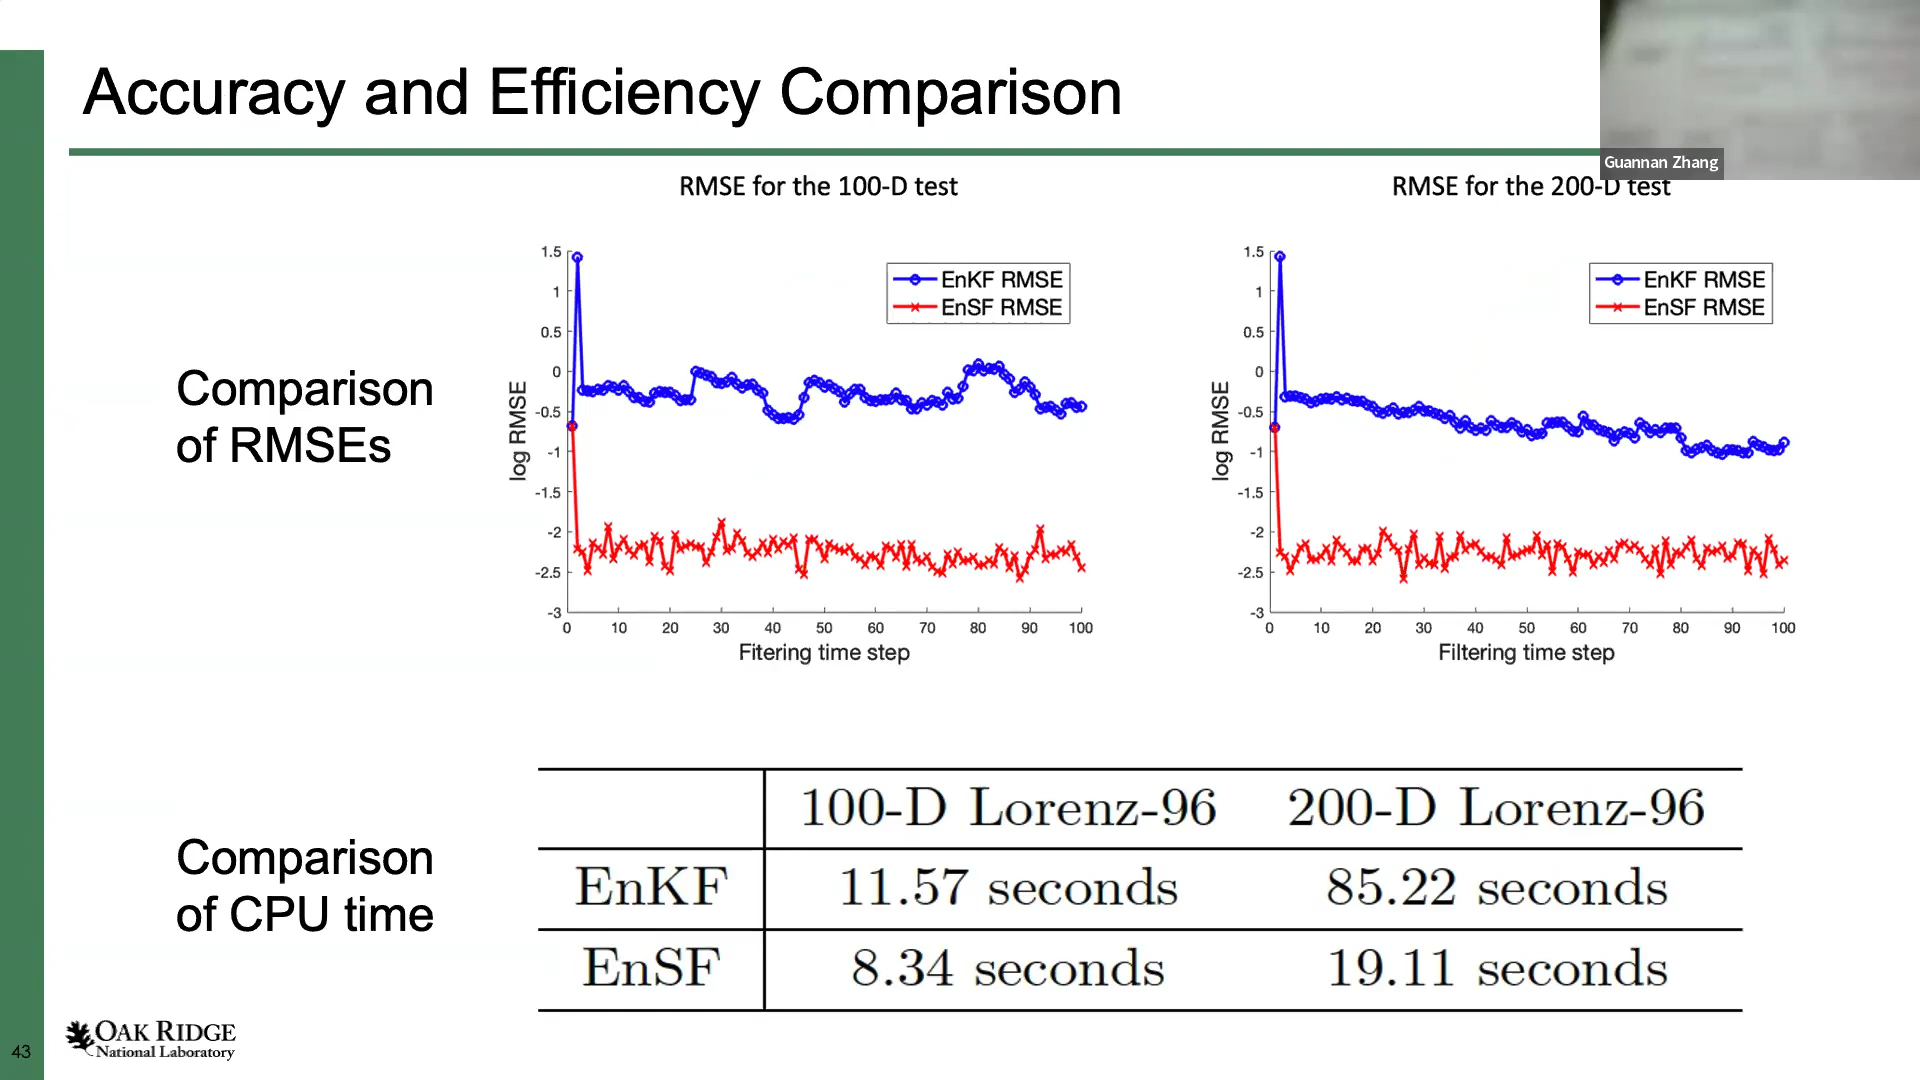 Accuracy and Efficiency Comparison
Guannan Zhang
RMSE for the 100-D test
RMSE for the 200-D test
Comparison
of RMSEs
1.5
1
0.5
0
-0.5
-1
-1.5
-2
-2.5
-3
log RMSE
EnKF RMSE
EnSF RMSE
0 10 20 30 40 50 60 70 80 90 100
Fitering time step
1.5
1
0.5
0
-0.5
-1
-1.5
-2
-2.5
-3
log RMSE
EnKF RMSE
EnSF RMSE
0 10 20 30 40 50 60 70 80 90 100
Filtering time step
Comparison
of CPU time
100-D Lorenz-96 200-D Lorenz-96
EnKF 11.57 seconds 85.22 seconds
EnSF 8.34 seconds 19.11 seconds
43
OAK RIDGE
National Laboratory